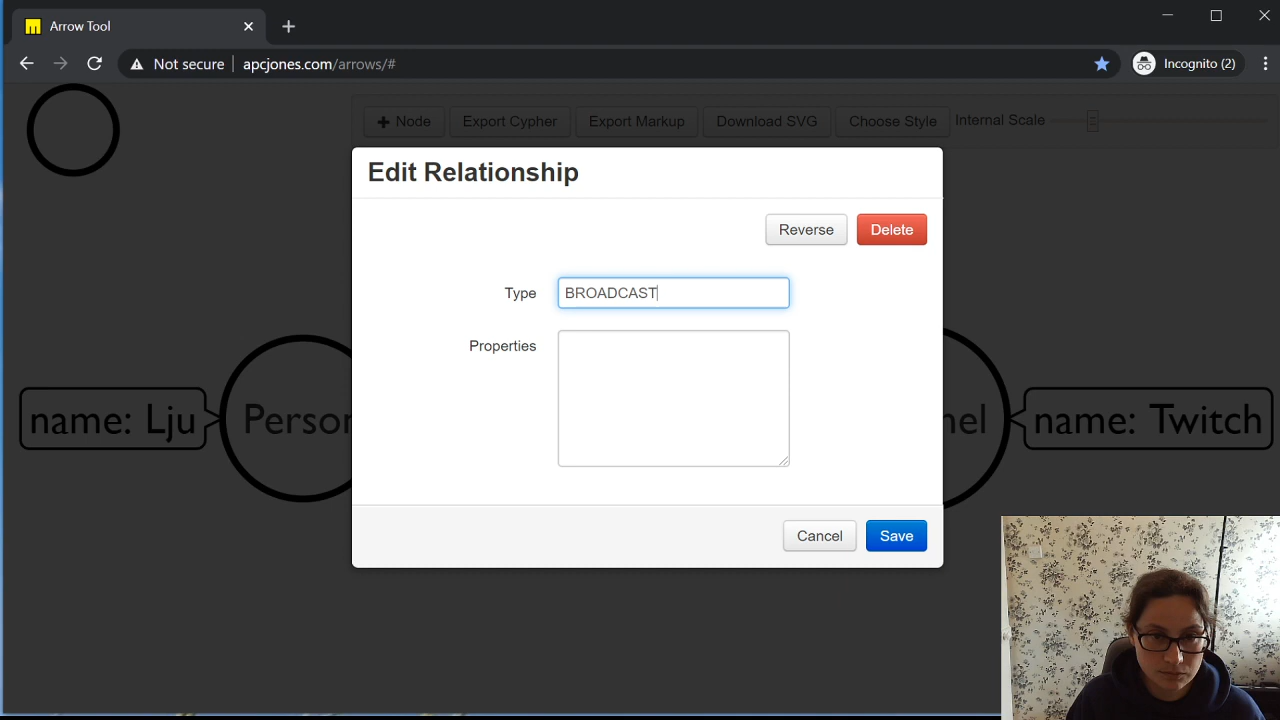 Arrow Tool
Not secure apcjones.com/arrows/# Incognito (2)
+ Node Export Cypher Export Markup Download SVG Choose Style Internal Scale
Edit Relationship
Reverse Delete
Type BROADCAST
Properties
name: Lju Person nel name: Twitch
Cancel Save